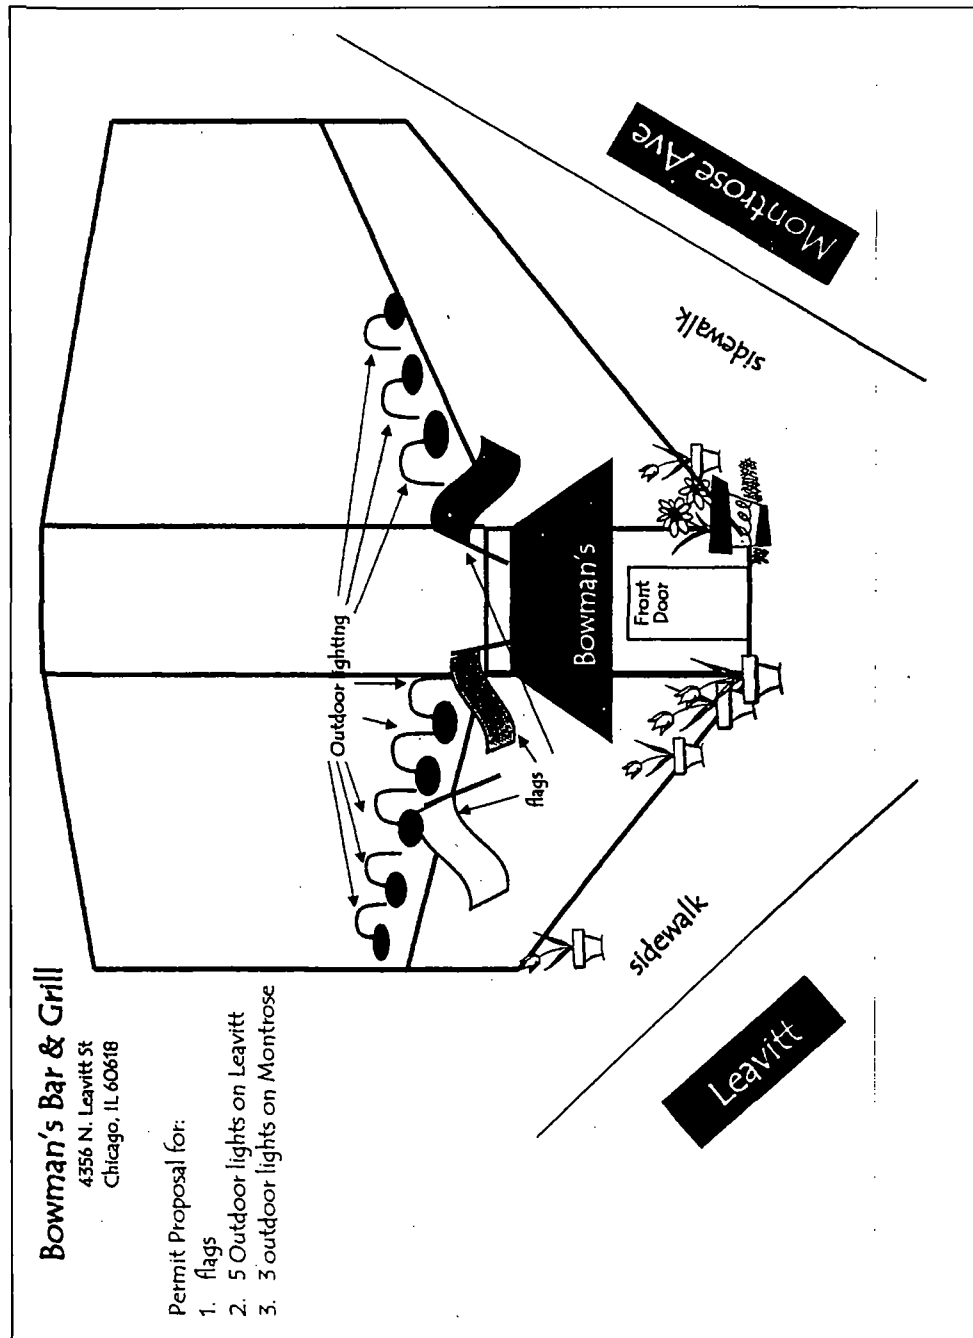 Bowman's Bar & Grill
4356 N. Leavitt St
Chicago, IL 60618
Permit Proposal for:
1. flags
2. 5 Outdoor lights on Leavitt
3. 3 outdoor lights on Montrose
Outdoor lighting
flags
Bowman's
Front
Door
sidewalk
Leavitt
sidewalk
Montrose Ave